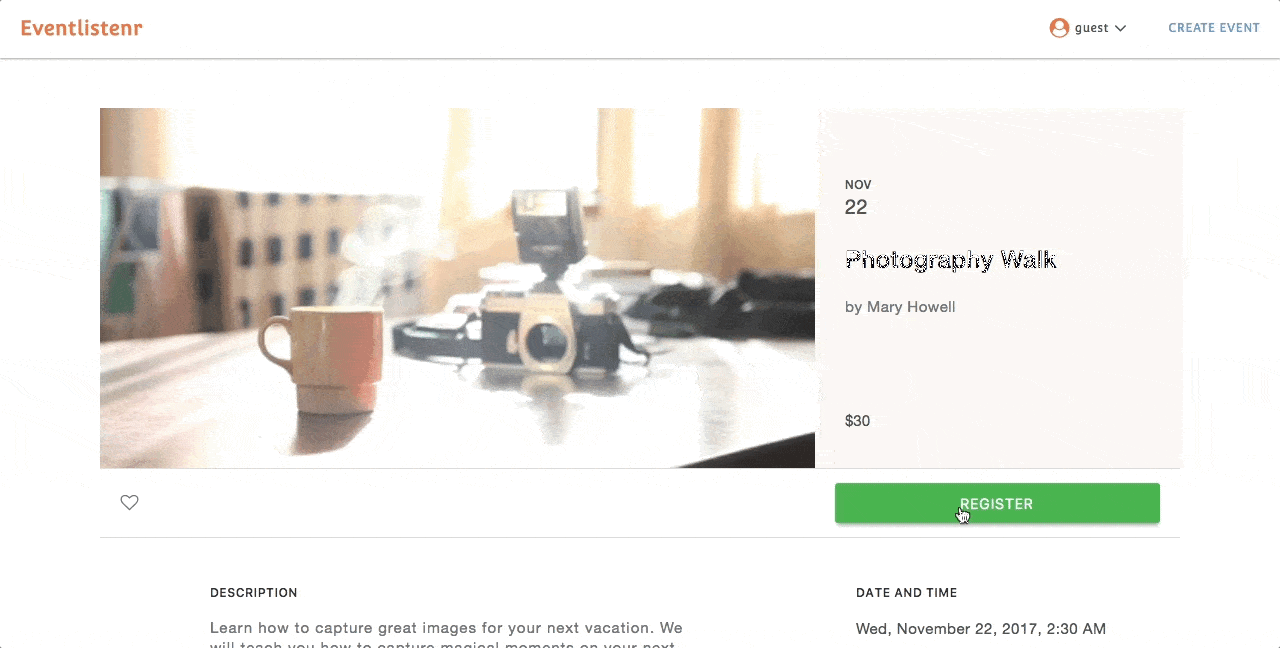 Eventlistenr
guest
CREATE EVENT
NOV
22
Photography Walk
by Mary Howell
$30
REGISTER
DESCRIPTION
DATE AND TIME
Learn how to capture great images for your next vacation. We
Wed, November 22, 2017, 2:30 AM
will teach you how to capture magical moments on your next